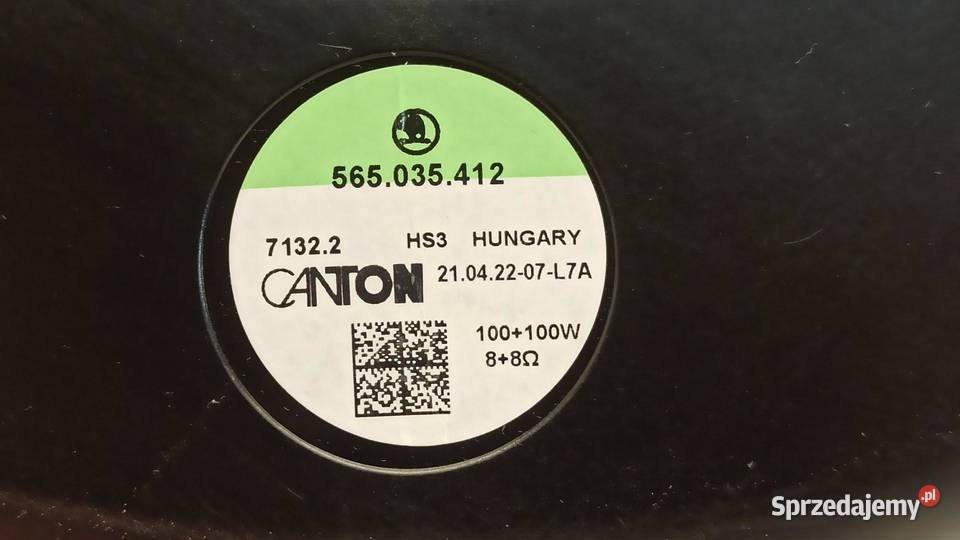 565.035.412
7132.2 HS3 HUNGARY
CANTON 21.04.22-07-L7A
100+100W
8+8Ω
Sprzedajemy.pl